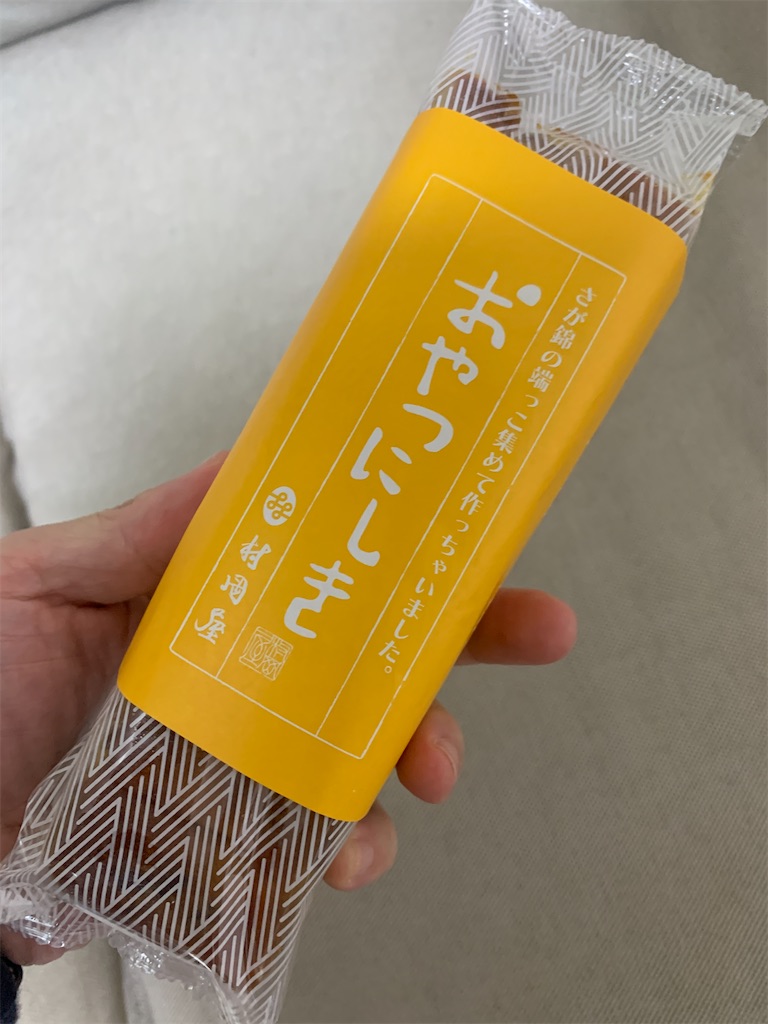 さが錦の端っこ集めて作っちゃいました。
おやつにしき
村岡屋